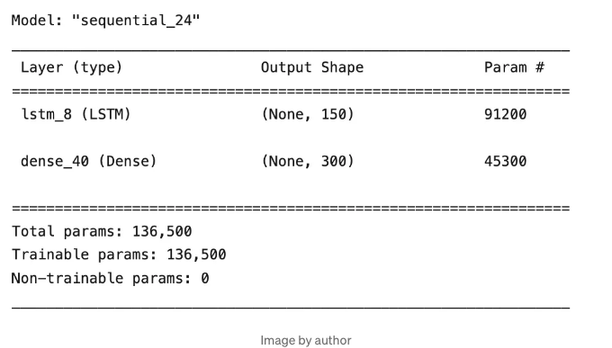 Model: "sequential_24"
Layer (type) Output Shape Param #
=================================================================
lstm_8 (LSTM) (None, 150) 91200
dense_40 (Dense) (None, 300) 45300
=================================================================
Total params: 136,500
Trainable params: 136,500
Non-trainable params: 0
Image by author